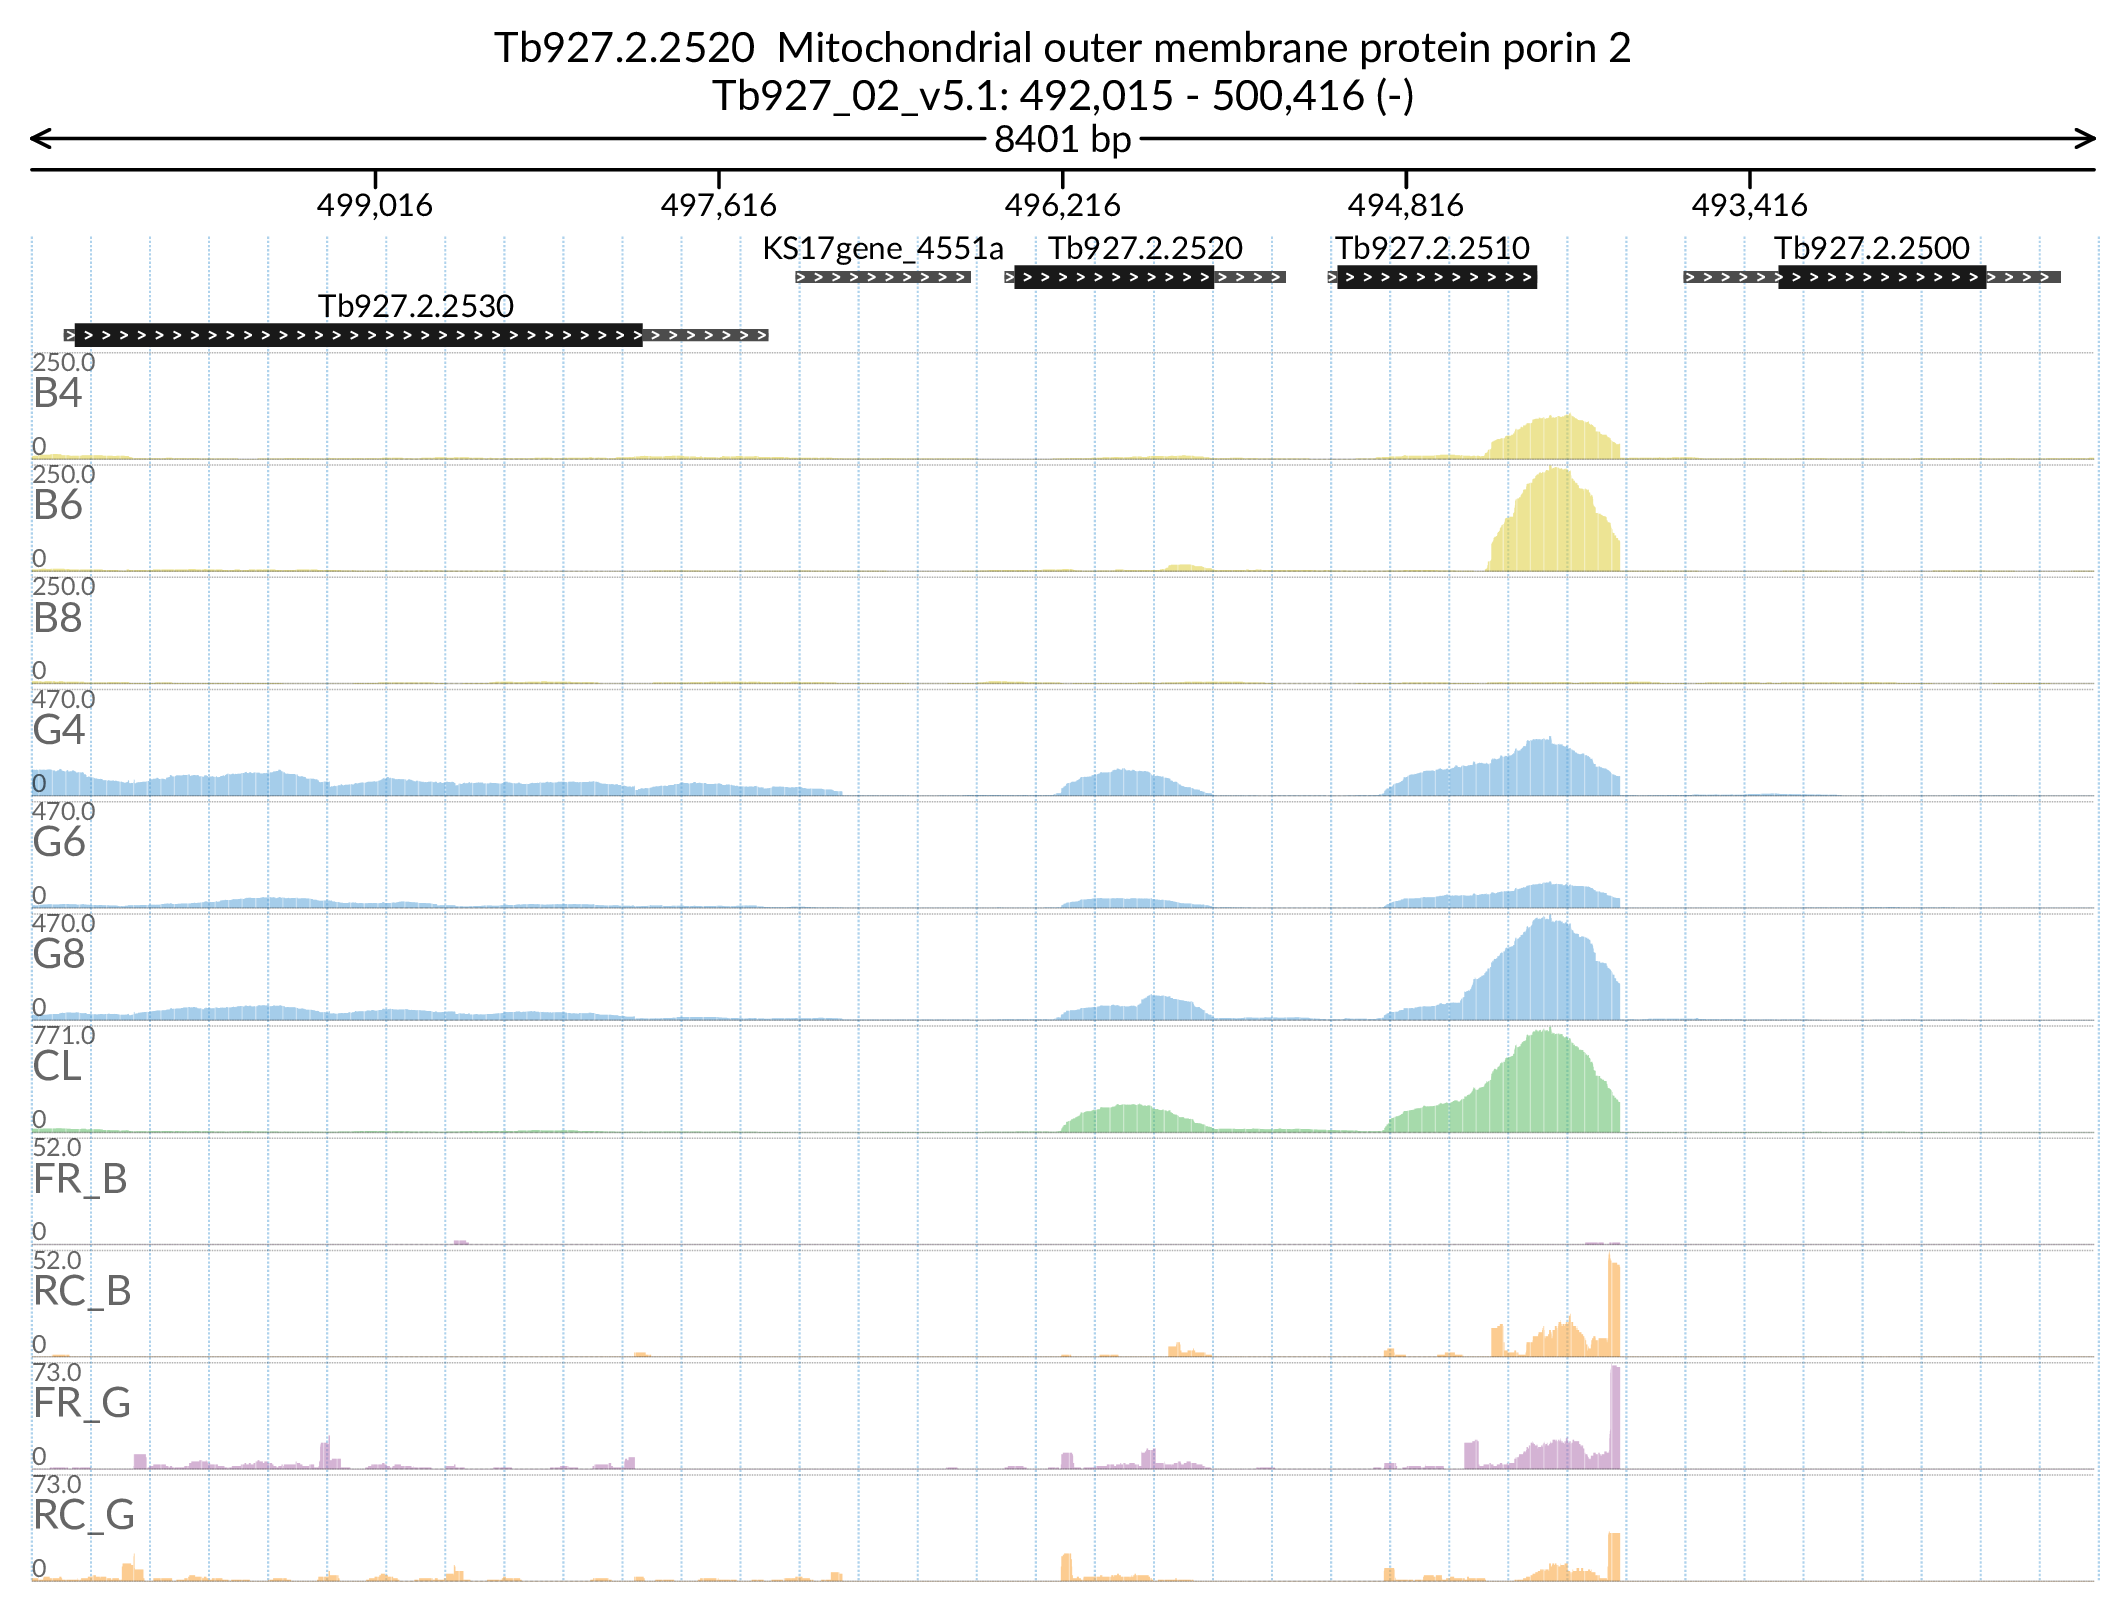 Tb927.2.2520  Mitochondrial outer membrane protein porin 2
Tb927_02_v5.1: 492,015 - 500,416 (-)
8401 bp
499,016 497,616 496,216 494,816 493,416
KS17gene_4551a Tb927.2.2520 Tb927.2.2510 Tb927.2.2500
Tb927.2.2530
250.0
B4
0
250.0
B6
0
250.0
B8
0
470.0
G4
0
470.0
G6
0
470.0
G8
0
771.0
CL
0
52.0
FR_B
0
52.0
RC_B
0
73.0
FR_G
0
73.0
RC_G
0